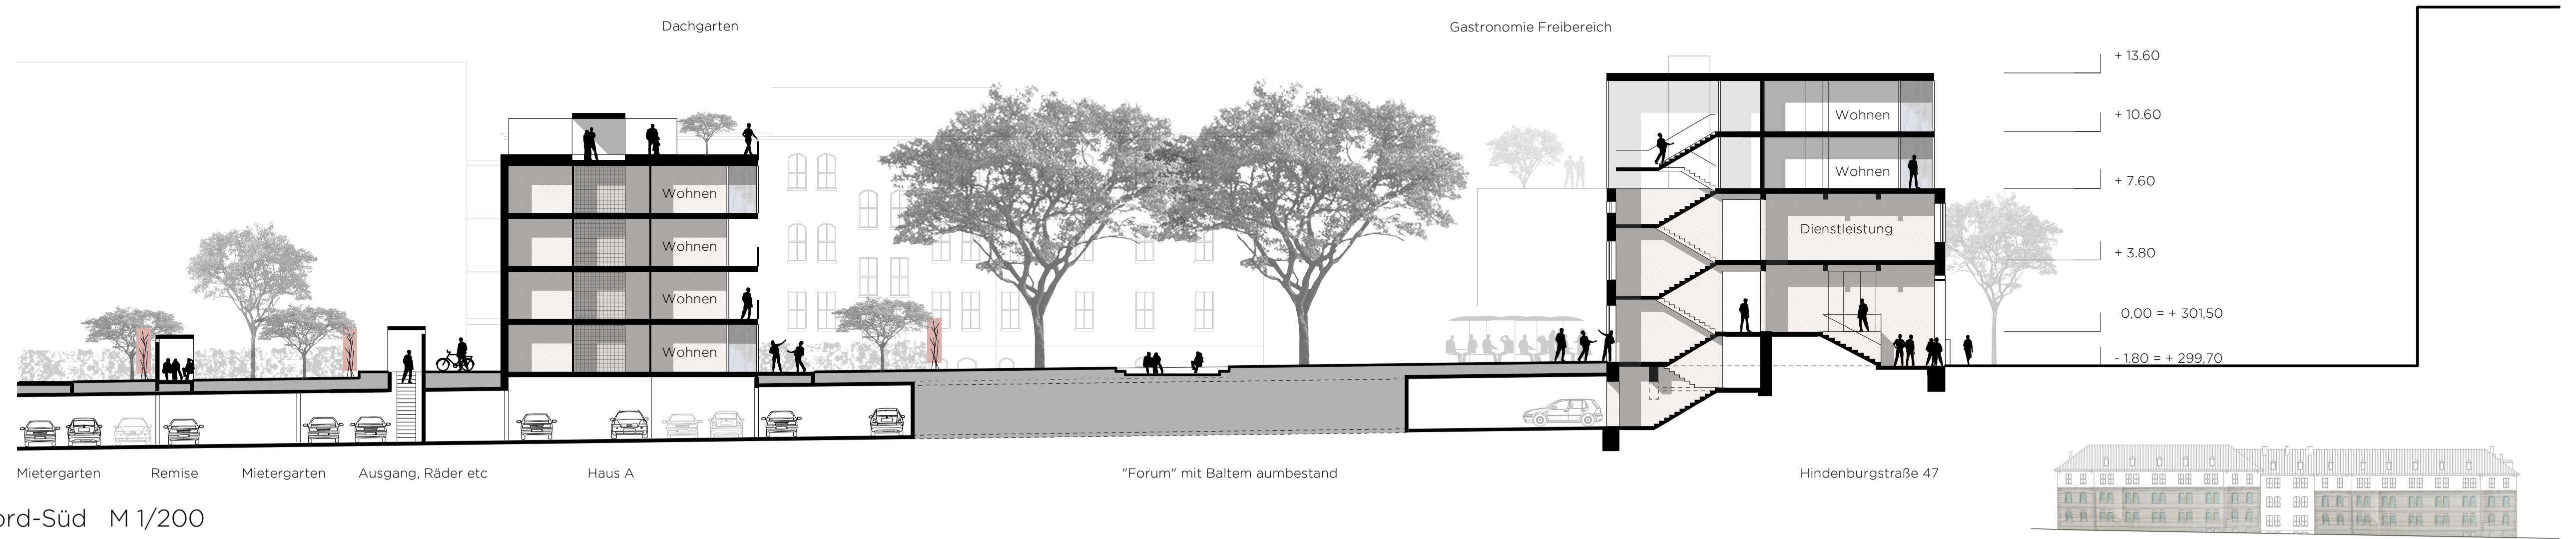 Dachgarten
Gastronomie Freibereich
+ 13.60
Wohnen
+ 10.60
Wohnen
+ 7.60
Wohnen
Dienstleistung
Wohnen
+ 3.80
Wohnen
0,00 = + 301,50
Wohnen
- 1.80 = + 299,70
Mietergarten
Remise
Mietergarten
Ausgang, Räder etc
Haus A
"Forum" mit Baltem aumbestand
Hindenburgstraße 47
ord-Süd M 1/200